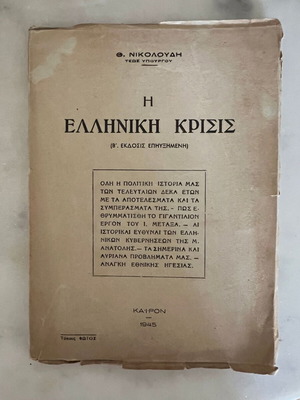 Θ. ΝΙΚΟΛΟΥΔΗ
ΤΕΩΣ ΥΠΟΥΡΓΟΥ
Η
ΕΛΛΗΝΙΚΗ ΚΡΙΣΙΣ
(Β'. ΕΚΔΟΣΙΣ ΕΠΗΥΞΗΜΕΝΗ)
ΟΛΗ Η ΠΟΛΙΤΙΚΗ ΙΣΤΟΡΙΑ ΜΑΣ
ΤΩΝ ΤΕΛΕΥΤΑΙΩΝ ΔΕΚΑ ΕΤΩΝ
ΜΕ ΤΑ ΑΠΟΤΕΛΕΣΜΑΤΑ ΚΑΙ ΤΑ
ΣΥΜΠΕΡΑΣΜΑΤΑ ΤΗΣ.- ΠΩΣ Ε-
ΘΡΥΜΜΑΤΙΣΘΗ ΤΟ ΓΙΓΑΝΤΙΑΙΟΝ
ΕΡΓΟΝ ΤΟΥ Ι. ΜΕΤΑΞΑ.- ΑΙ
ΙΣΤΟΡΙΚΑΙ ΕΥΘΥΝΑΙ ΤΩΝ ΕΛΛΗ-
ΝΙΚΩΝ ΚΥΒΕΡΝΗΣΕΩΝ ΤΗΣ Μ.
ΑΝΑΤΟΛΗΣ.- ΤΑ ΣΗΜΕΡΙΝΑ ΚΑΙ
ΑΥΡΙΑΝΑ ΠΡΟΒΛΗΜΑΤΑ ΜΑΣ.-
ΑΝΑΓΚΗ ΕΘΝΙΚΗΣ ΗΓΕΣΙΑΣ.
ΚΑΪΡΟΝ
1945